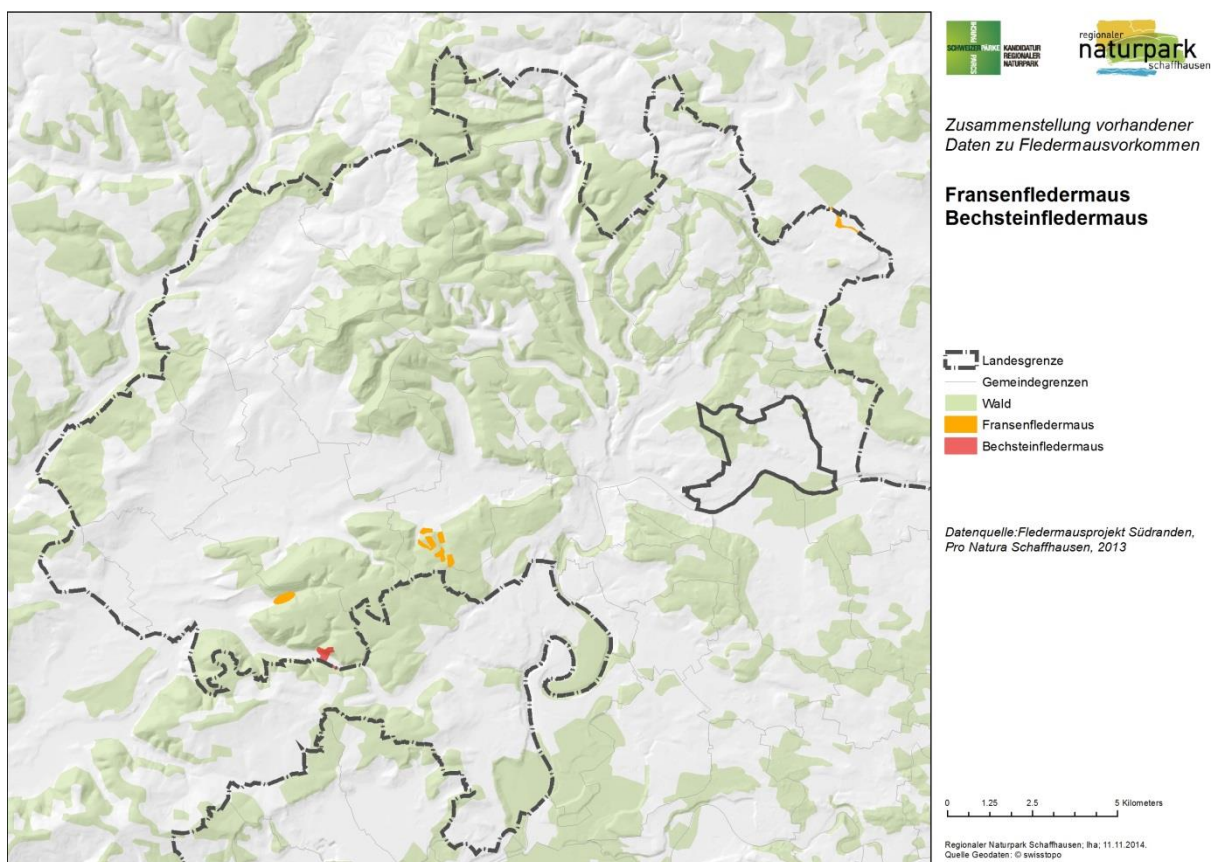 SCHWEIZER PÄRKE
KANDIDATUR
REGIONALER
NATURPARK
regionaler
naturpark
schaffhausen
Zusammenstellung vorhandener
Daten zu Fledermausvorkommen
Fransenfledermaus
Bechsteinfledermaus
Landesgrenze
Gemeindegrenzen
Wald
Fransenfledermaus
Bechsteinfledermaus
Datenquelle:Fledermausprojekt Südranden,
Pro Natura Schaffhausen, 2013
0 1.25 2.5 5 Kilometers
Regionaler Naturpark Schaffhausen; lha; 11.11.2014.
Quelle Geodaten: © swisstopo